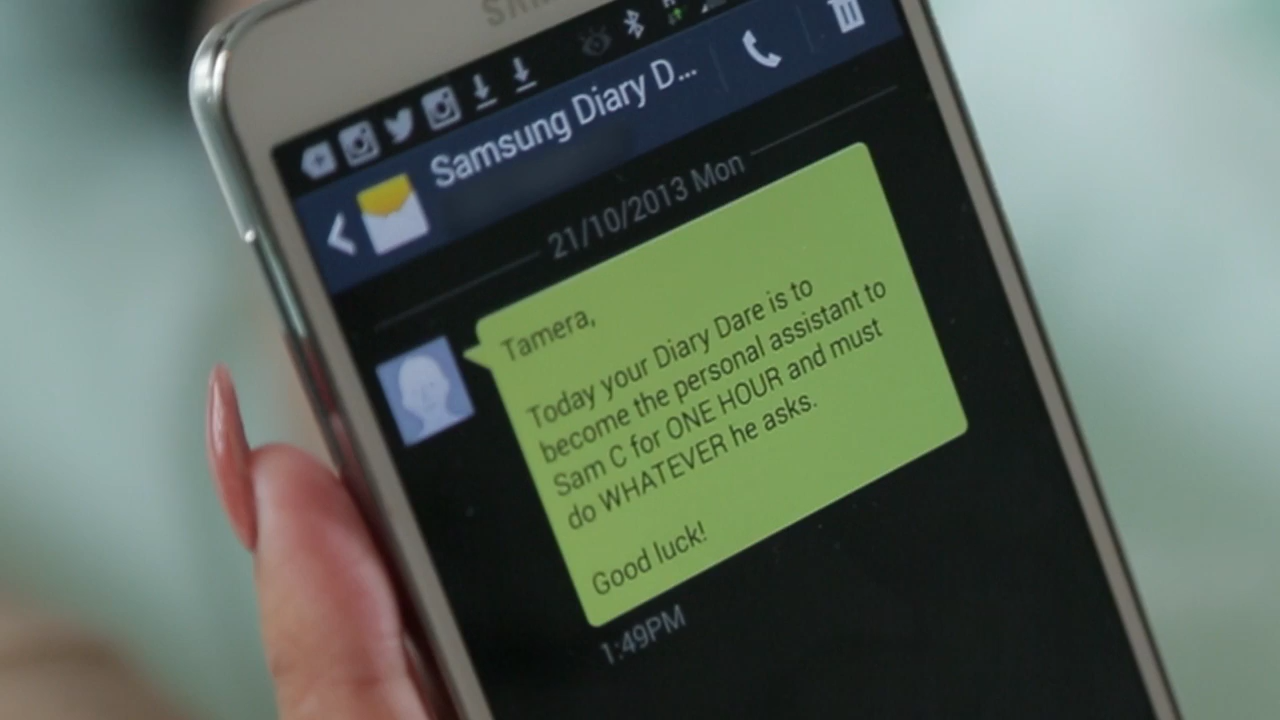 Samsung Diary D...
21/10/2013 Mon
Tamera,
Today your Diary Dare is to
become the personal assistant to
Sam C for ONE HOUR and must
do WHATEVER he asks.
Good luck!
1:49PM